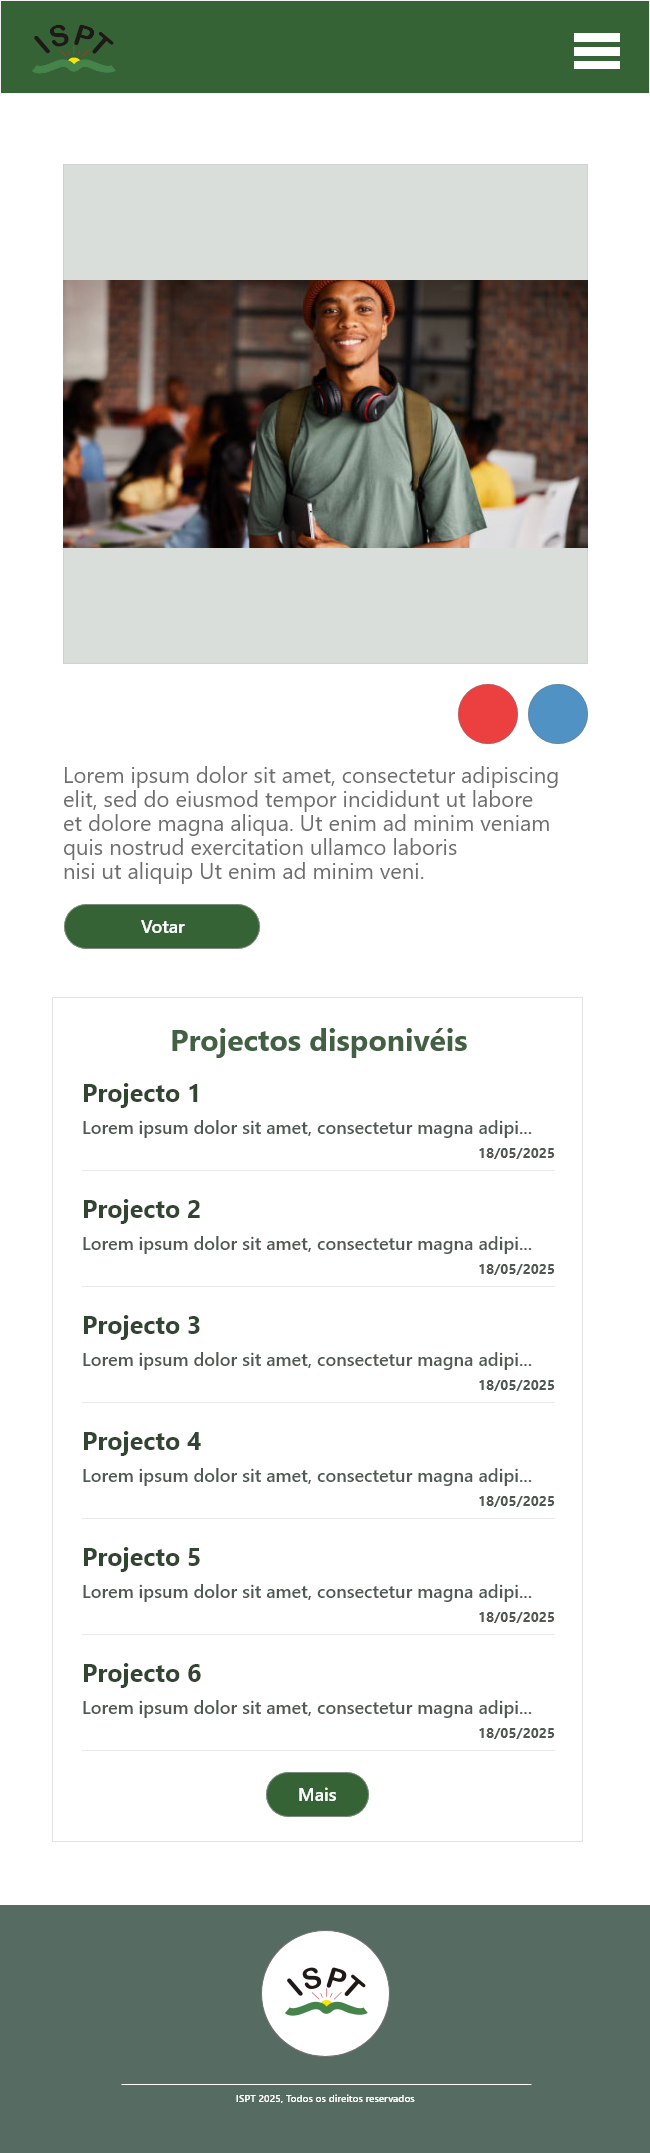 ISPT
Lorem ipsum dolor sit amet, consectetur adipiscing
elit, sed do eiusmod tempor incididunt ut labore
et dolore magna aliqua. Ut enim ad minim veniam
quis nostrud exercitation ullamco laboris
nisi ut aliquip Ut enim ad minim veni.
Votar
Projectos disponivéis
Projecto 1
Lorem ipsum dolor sit amet, consectetur magna adipi...
18/05/2025
Projecto 2
Lorem ipsum dolor sit amet, consectetur magna adipi...
18/05/2025
Projecto 3
Lorem ipsum dolor sit amet, consectetur magna adipi...
18/05/2025
Projecto 4
Lorem ipsum dolor sit amet, consectetur magna adipi...
18/05/2025
Projecto 5
Lorem ipsum dolor sit amet, consectetur magna adipi...
18/05/2025
Projecto 6
Lorem ipsum dolor sit amet, consectetur magna adipi...
18/05/2025
Mais
ISPT
ISPT 2025, Todos os direitos reservados